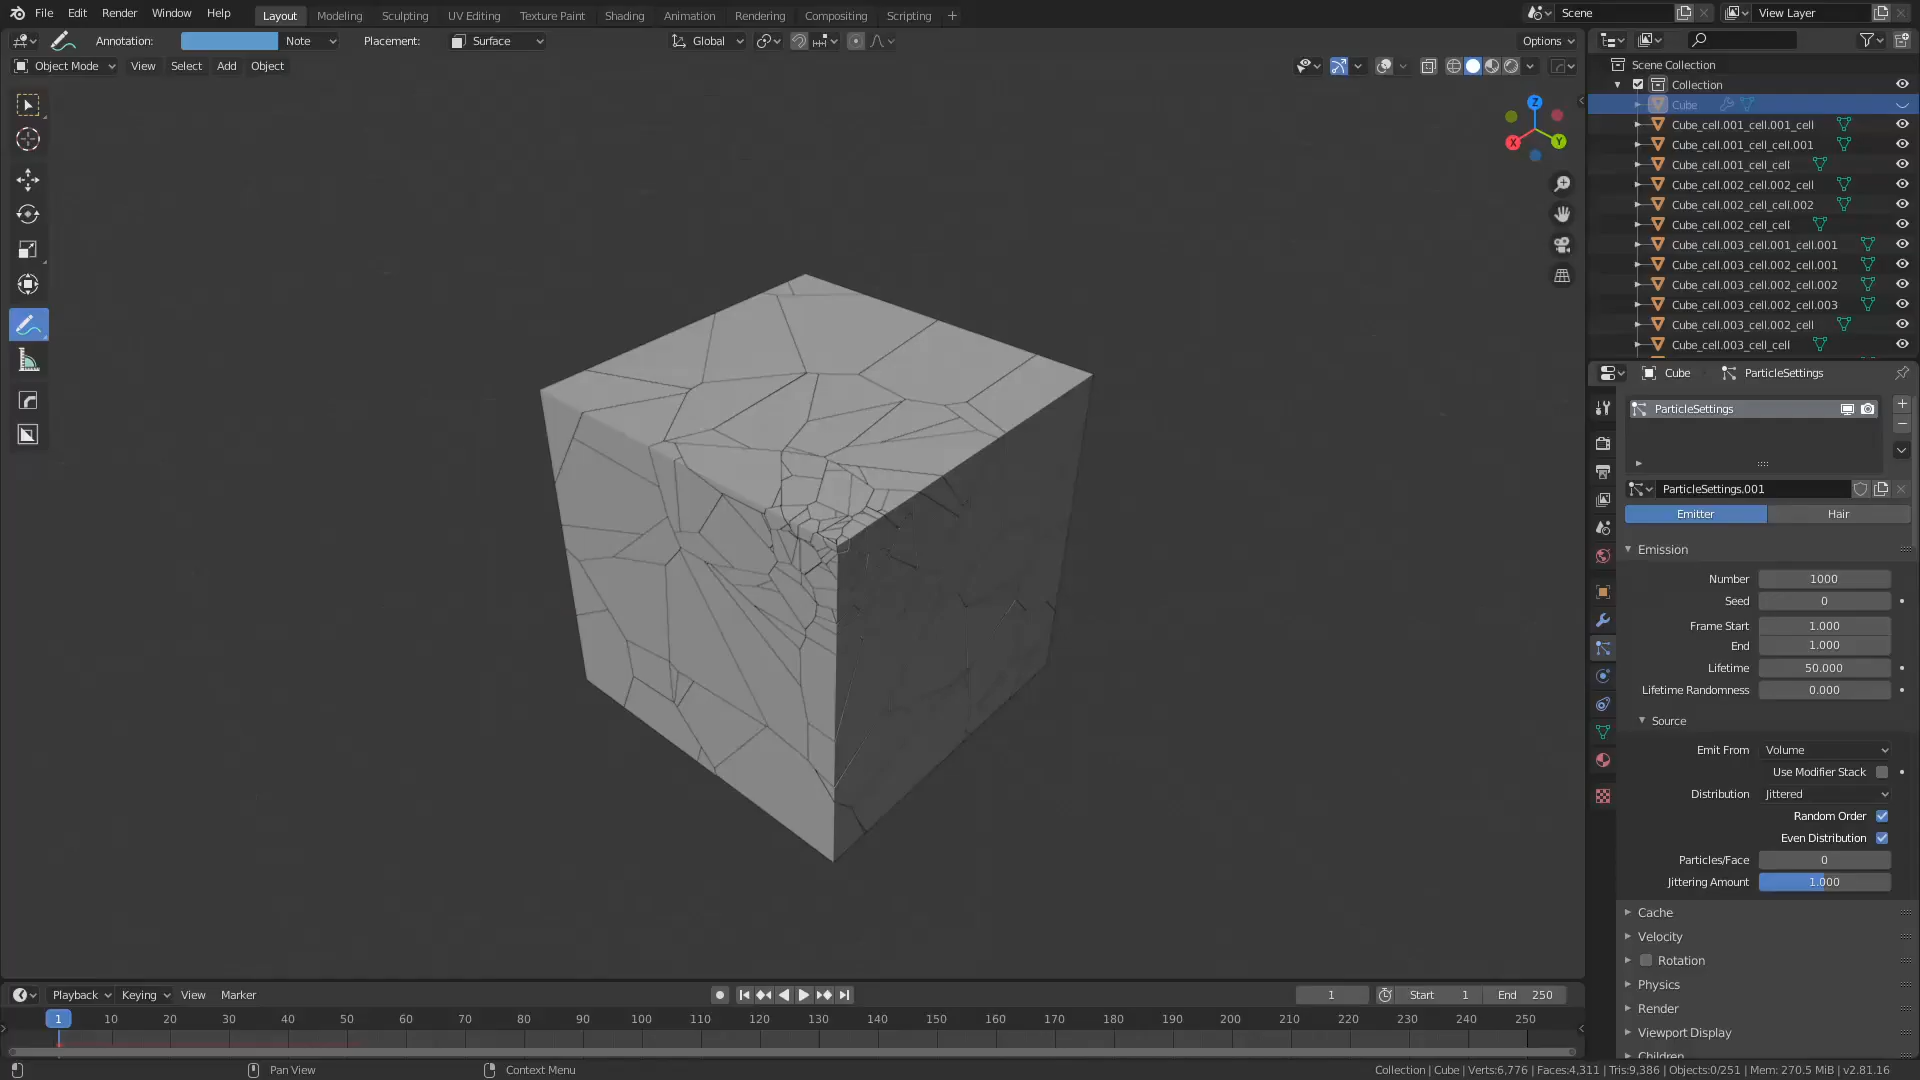 File Edit Render Window Help Layout Modeling Sculpting UV Editing Texture Paint Shading Animation Rendering Compositing Scripting + Scene View Layer
Annotation: Note Placement: Surface Global Options
Object Mode View Select Add Object
Z
Y
X
Scene Collection
Collection
Cube
Cube_cell.001_cell.001_cell
Cube_cell.001_cell_cell.001
Cube_cell.001_cell_cell
Cube_cell.002_cell.002_cell
Cube_cell.002_cell_cell.002
Cube_cell.002_cell_cell
Cube_cell.003_cell.001_cell.001
Cube_cell.003_cell.002_cell.001
Cube_cell.003_cell.002_cell.002
Cube_cell.003_cell.002_cell.003
Cube_cell.003_cell.002_cell
Cube_cell.003_cell_cell
Cube ParticleSettings
ParticleSettings
ParticleSettings.001
Emitter Hair
Emission
Number 1000
Seed 0
Frame Start 1.000
End 1.000
Lifetime 50.000
Lifetime Randomness 0.000
Source
Emit From Volume
Use Modifier Stack
Distribution Jittered
Random Order
Even Distribution
Particles/Face 0
Jittering Amount 1.000
Cache
Velocity
Rotation
Physics
Render
Viewport Display
Children
Playback Keying View Marker 1 Start 1 End 250
1 10 20 30 40 50 60 70 80 90 100 110 120 130 140 150 160 170 180 190 200 210 220 230 240 250
Pan View Context Menu Collection | Cube | Verts:6,776 | Faces:4,311 | Tris:9,386 | Objects:0/251 | Mem: 270.5 MiB | v2.81.16